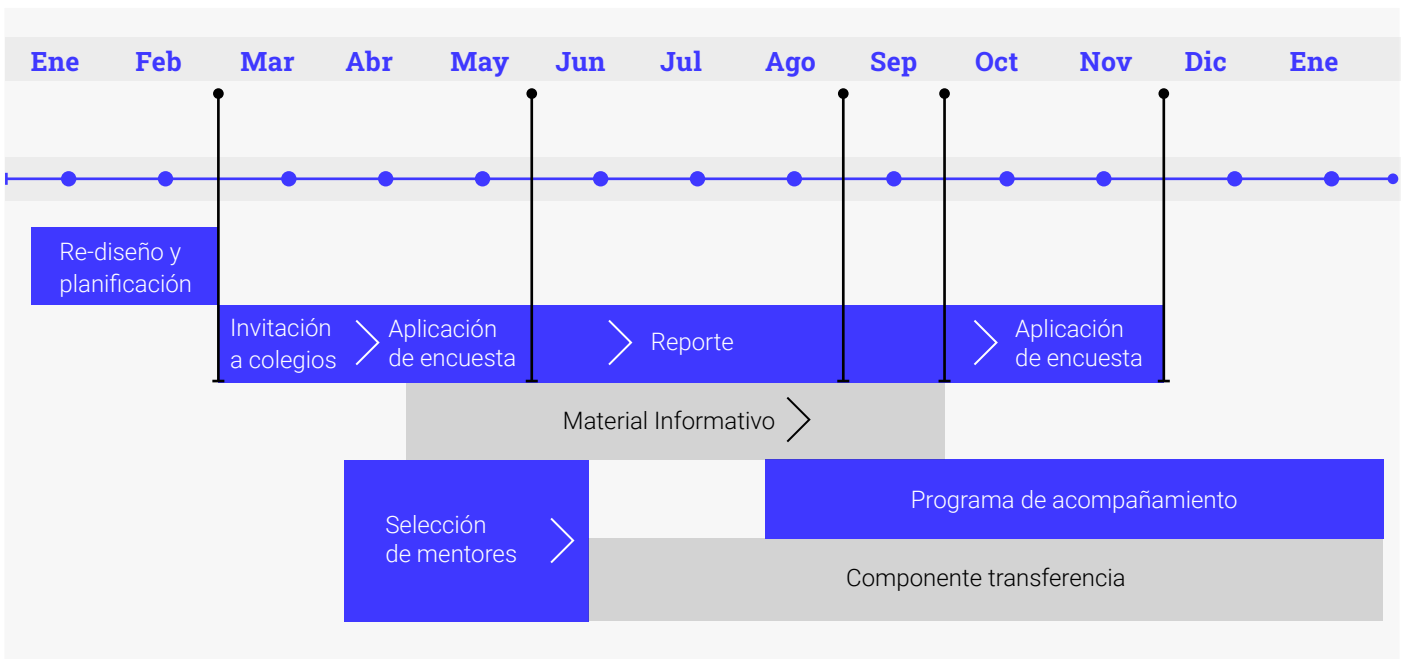 Ene Feb Mar Abr May Jun Jul Ago Sep Oct Nov Dic Ene
Re-diseño y
planificación
Invitación
a colegios
Aplicación
de encuesta
Reporte
Aplicación
de encuesta
Material Informativo
Selección
de mentores
Programa de acompañamiento
Componente transferencia